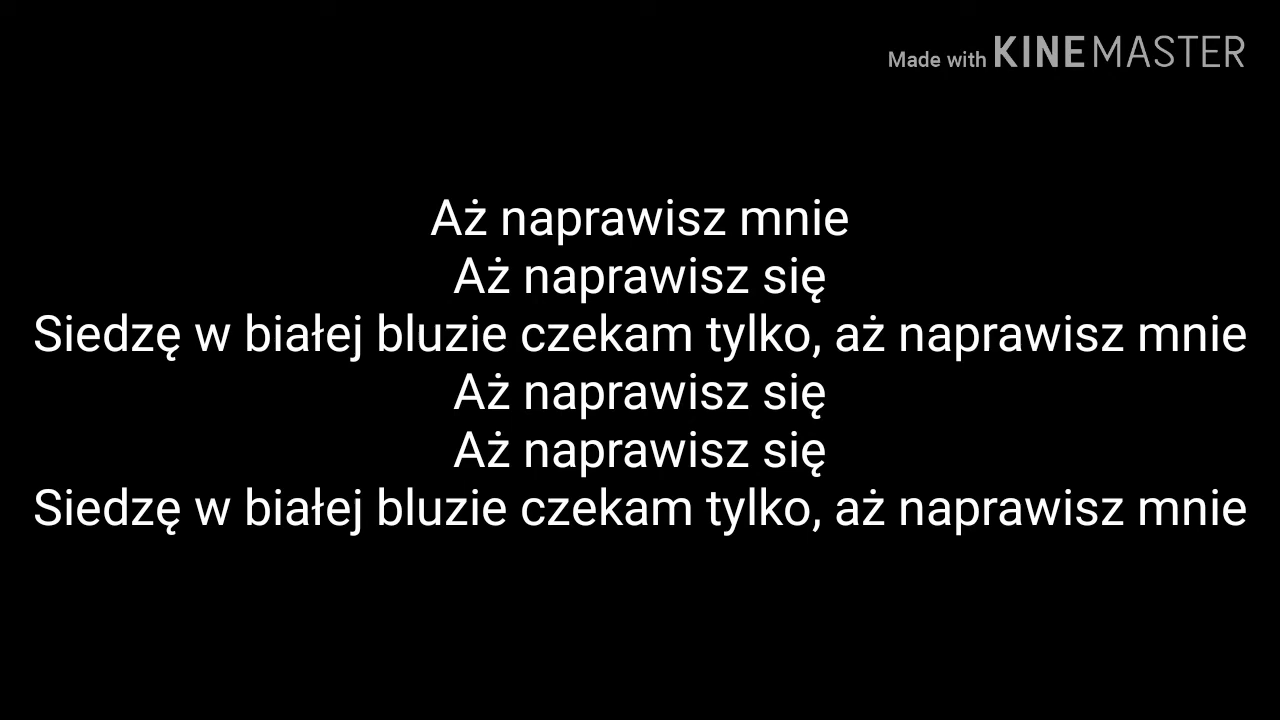 Made with KINEMASTER
Aż naprawisz mnie
Aż naprawisz się
Siedzę w białej bluzie czekam tylko, aż naprawisz mnie
Aż naprawisz się
Aż naprawisz się
Siedzę w białej bluzie czekam tylko, aż naprawisz mnie